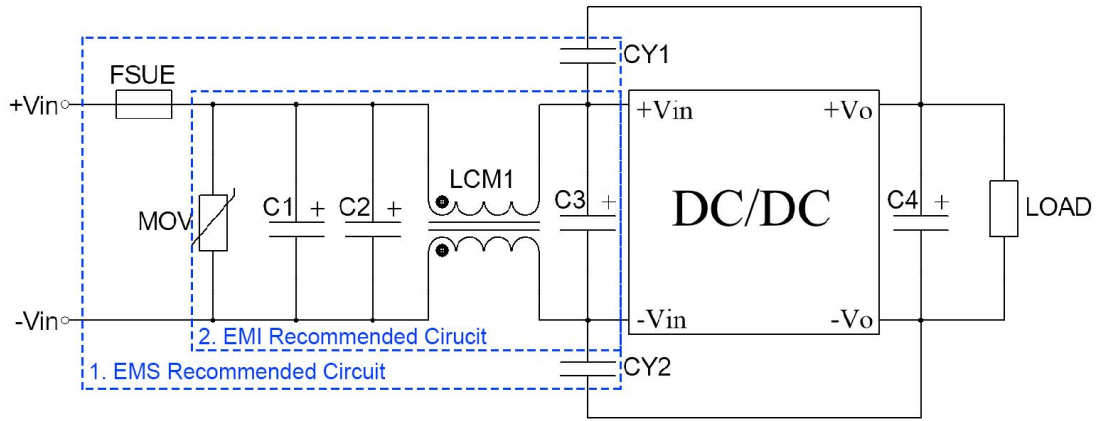 CY1
FSUE
+Vin
+Vin
+Vo
LCM1
MOV
C1 +
C2 +
C3 +
DC/DC
C4 +
LOAD
-Vin
-Vin
-Vo
2. EMI Recommended Cirucit
1. EMS Recommended Circuit
CY2